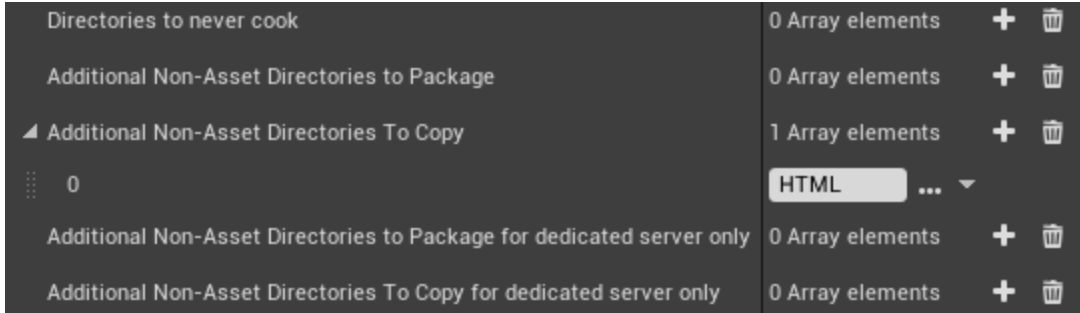 Directories to never cook 0 Array elements
Additional Non-Asset Directories to Package 0 Array elements
Additional Non-Asset Directories To Copy 1 Array elements
0 HTML ...
Additional Non-Asset Directories to Package for dedicated server only 0 Array elements
Additional Non-Asset Directories To Copy for dedicated server only 0 Array elements